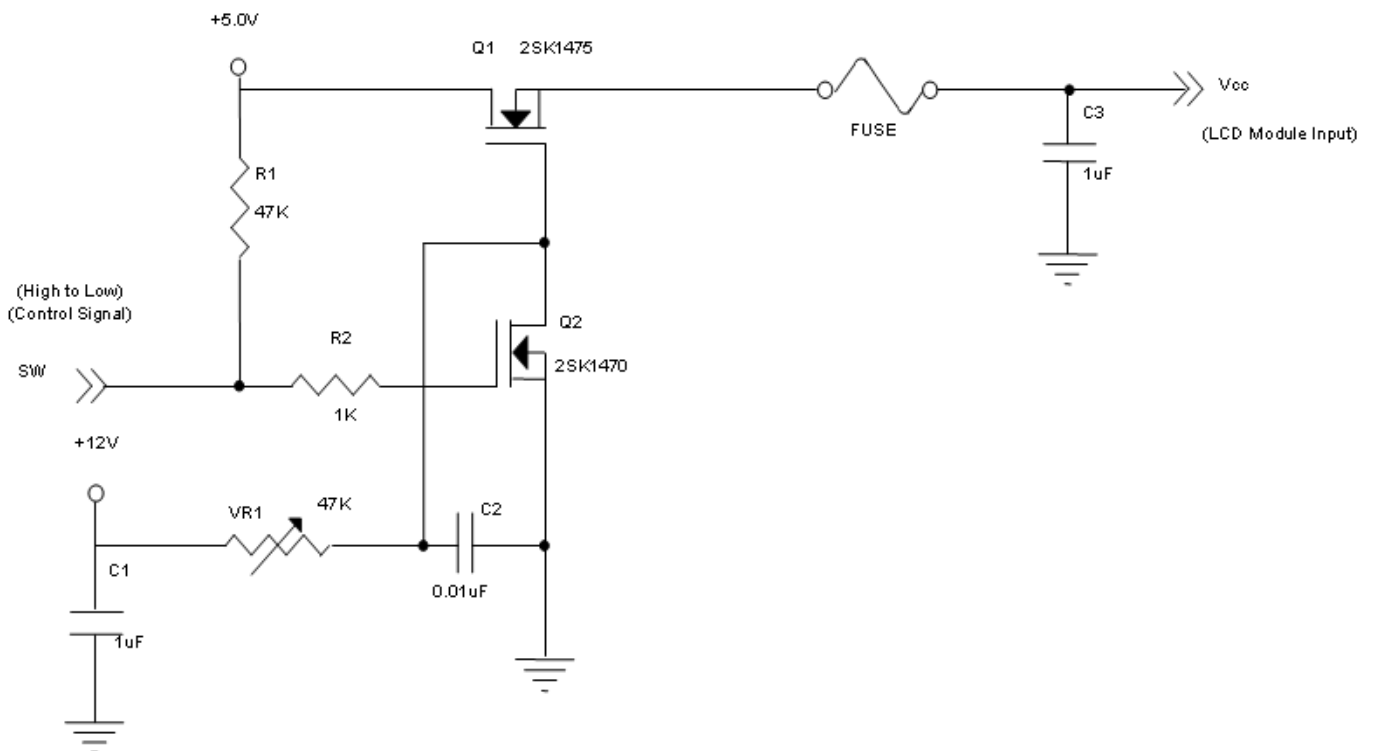 +5.0V
Q1 2SK1475
Vcc
C3
FUSE
(LCD Module Input)
R1
1uF
47K
(High to Low)
(Control Signal)
Q2
R2
2SK1470
SW
1K
+12V
47K
VR1
C2
C1
0.01uF
1uF